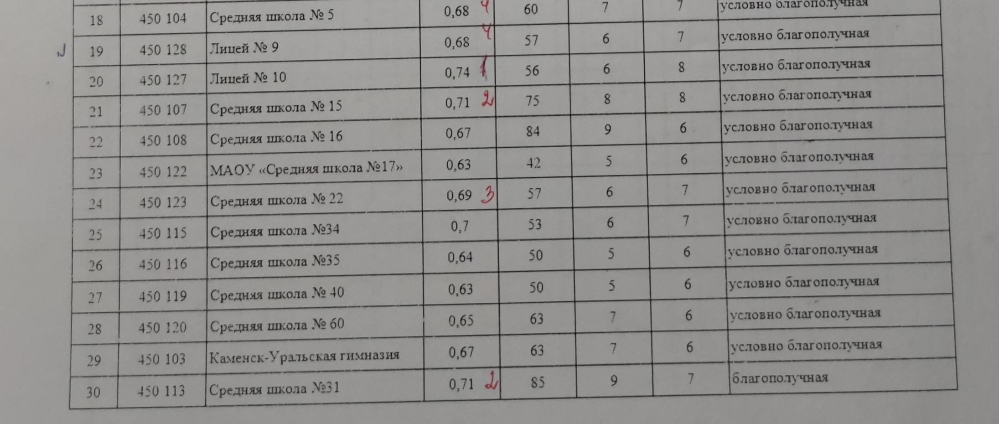 18 450 104 Средняя школа № 5 0,68 4 60 7 7 условно благополучная
19 450 128 Лицей № 9 0,68 4 57 6 7 условно благополучная
20 450 127 Лицей № 10 0,74 1 56 6 8 условно благополучная
21 450 107 Средняя школа № 15 0,71 2 75 8 8 условно благополучная
22 450 108 Средняя школа № 16 0,67 84 9 6 условно благополучная
23 450 122 МАОУ «Средняя школа №17» 0,63 42 5 6 условно благополучная
24 450 123 Средняя школа № 22 0,69 3 57 6 7 условно благополучная
25 450 115 Средняя школа №34 0,7 53 6 7 условно благополучная
26 450 116 Средняя школа №35 0,64 50 5 6 условно благополучная
27 450 119 Средняя школа № 40 0,63 50 5 6 условно благополучная
28 450 120 Средняя школа № 60 0,65 63 7 6 условно благополучная
29 450 103 Каменск-Уральская гимназия 0,67 63 7 6 условно благополучная
30 450 113 Средняя школа №31 0,71 2 85 9 7 благополучная